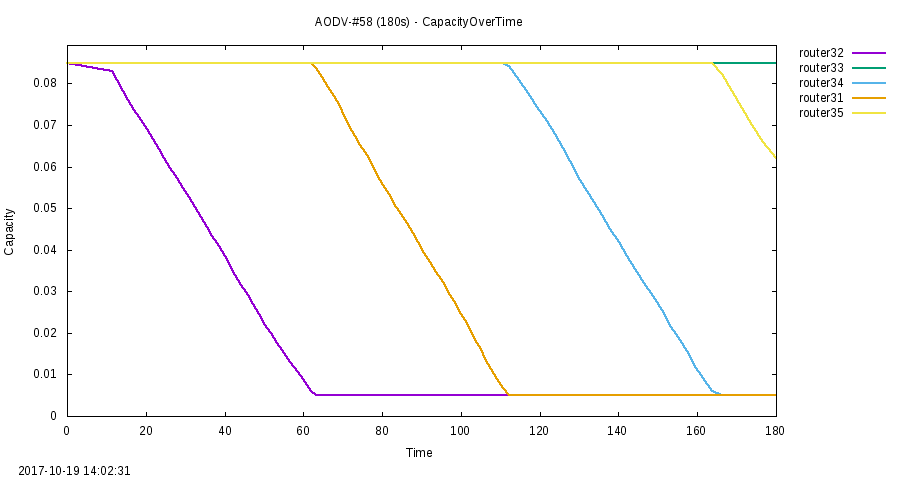 AODV-#58 (180s) - CapacityOverTime
router32
router33
router34
router31
router35
Capacity
0.08
0.07
0.06
0.05
0.04
0.03
0.02
0.01
0
0 20 40 60 80 100 120 140 160 180
Time
2017-10-19 14:02:31